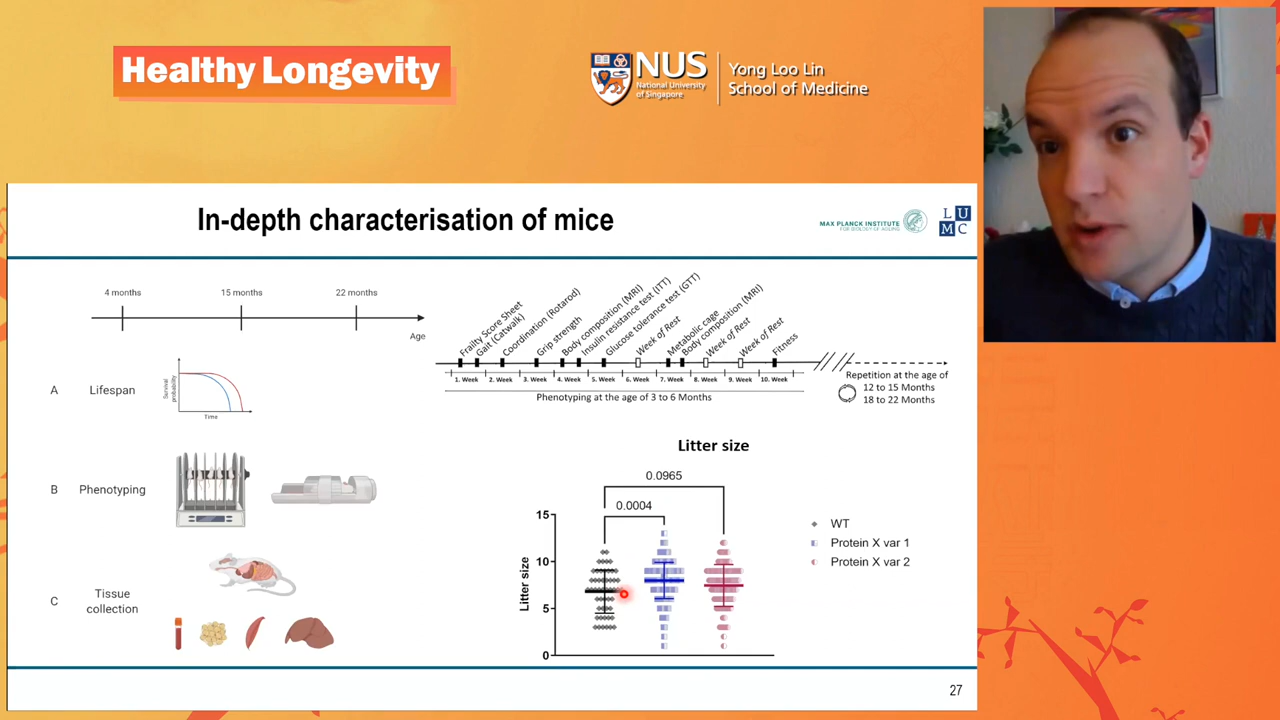 Healthy Longevity
NUS
National University
of Singapore
Yong Loo Lin
School of Medicine
In-depth characterisation of mice
MAX PLANCK INSTITUTE
FOR BIOLOGY OF AGEING
L U
M C
4 months
15 months
22 months
Age
A
Lifespan
Survival
probability
Time
B
Phenotyping
C
Tissue
collection
Frailty Score Sheet
Gait (Catwalk)
Coordination (Rotarod)
Grip strength
Body composition (MRI)
Insulin resistance test (ITT)
Glucose tolerance test (GTT)
Week of Rest
Metabolic cage
Body composition (MRI)
Week of Rest
Week of Rest
Fitness
1. Week
2. Week
3. Week
4. Week
5. Week
6. Week
7. Week
8. Week
9. Week
10. Week
Phenotyping at the age of 3 to 6 Months
Repetition at the age of
12 to 15 Months
18 to 22 Months
Litter size
0.0965
0.0004
Litter size
15
10
5
0
WT
Protein X var 1
Protein X var 2
27